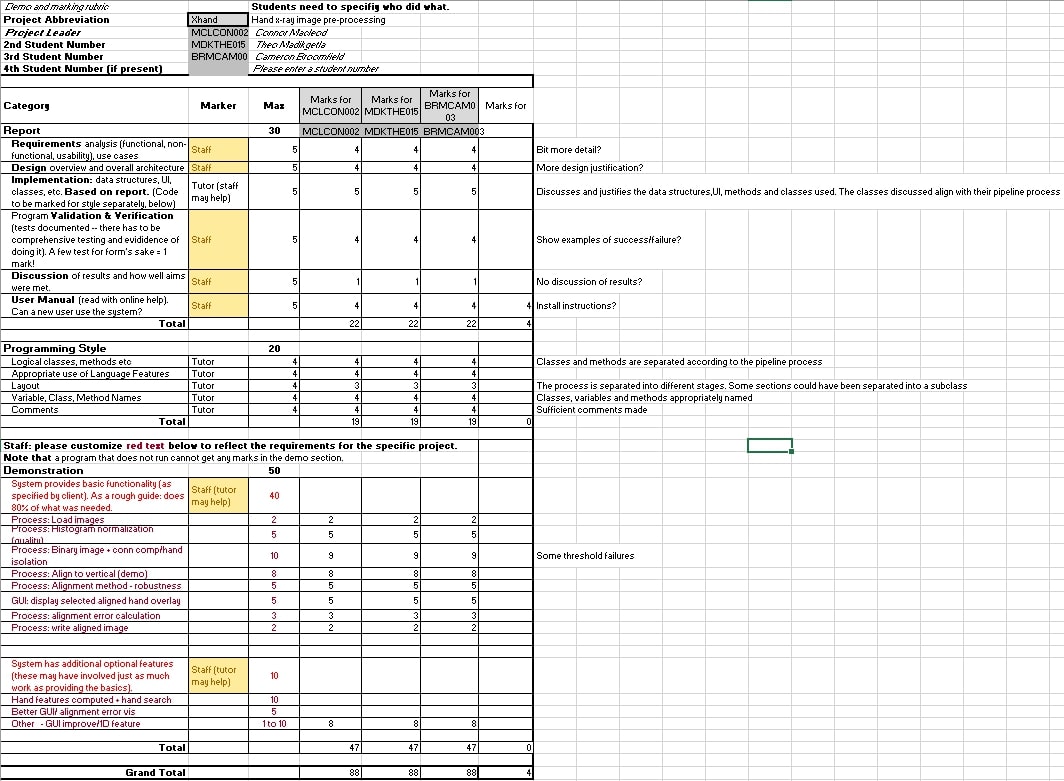 Demo and marking rubric Students need to specifiy who did what.
Project Abbreviation Xhand Hand x-ray image pre-processing
Project Leader MCLCON002 Connor Macleod
2nd Student Number MDKTHE015 Theo Madikgetla
3rd Student Number BRMCAM00 Cameron Broomfield
4th Student Number (if present) Please enter a student number
Category Marker Max Marks for MCLCON002 Marks for MDKTHE015 Marks for BRMCAM003 Marks for
Report 30 MCLCON002 MDKTHE015 BRMCAM003
Requirements analysis (functional, non-
functional, usability), use cases Staff 5 4 4 4 Bit more detail?
Design overview and overall architecture Staff 5 4 4 4 More design justification?
Implementation: data structures, UI,
classes, etc. Based on report. (Code
to be marked for style separately, below) Tutor (staff may help) 5 5 5 5 Discusses and justifies the data structures,UI, methods and classes used. The classes discussed align with their pipeline process
Program Validation & Verification
(tests documented -- there has to be
comprehensive testing and evididence of
doing it). A few test for form's sake = 1
mark! Staff 5 4 4 4 Show examples of success/failure?
Discussion of results and how well aims
were met. Staff 5 1 1 1 No discussion of results?
User Manual (read with online help).
Can a new user use the system? Staff 5 4 4 4 4 Install instructions?
Total 22 22 22 4
Programming Style 20
Logical classes, methods etc Tutor 4 4 4 4 Classes and methods are separated according to the pipeline process
Appropriate use of Language Features Tutor 4 4 4 4
Layout Tutor 4 3 3 3 The process is separated into different stages. Some sections could have been separated into a subclass
Variable, Class, Method Names Tutor 4 4 4 4 Classes, variables and methods appropriately named
Comments Tutor 4 4 4 4 Sufficient comments made
Total 19 19 19 0
Staff: please customize red text below to reflect the requirements for the specific project.
Note that a program that does not run cannot get any marks in the demo section.
Demonstration 50
System provides basic functionality (as
specified by client). As a rough guide: does
80% of what was needed. Staff (tutor may help) 40
Process: Load images 2 2 2 2
Process: Histogram normalization
(quality) 5 5 5 5
Process: Binary image + conn comp/hand
isolation 10 9 9 9 Some threshold failures
Process: Align to vertical (demo) 8 8 8 8
Process: Alignment method - robustness 5 5 5 5
GUI: display selected aligned hand overlay 5 5 5 5
Process: alignment error calculation 3 3 3 3
Process: write aligned image 2 2 2 2
System has additional optional features
(these may have involved just as much
work as providing the basics). Staff (tutor may help) 10
Hand features computed + hand search 10
Better GUI/ alignment error vis 5
Other - GUI improve/1D feature 1 to 10 8 8 8
Total 47 47 47 0
Grand Total 88 88 88 4